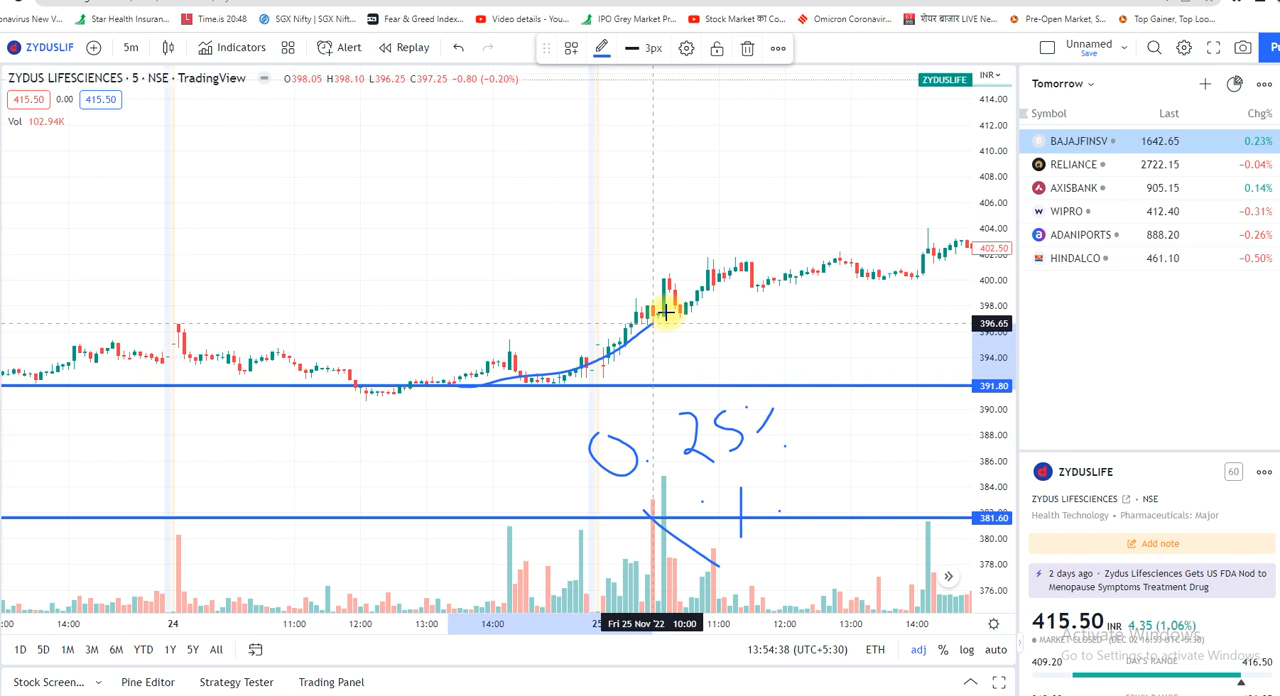 Star Health Insuran...
Time.is 20:48
SGX Nifty | SGX Nift...
Fear & Greed Index...
Video details - You...
IPO Grey Market Pr...
Stock Market का Co...
Omicron Coronavir...
शेयर बाजार LIVE Ne...
Pre-Open Market, S...
Top Gainer, Top Loo...
ZYDUSLIF
5m
Indicators
Alert
Replay
3px
Unnamed
Save
ZYDUS LIFESCIENCES · 5 · NSE · TradingView
O398.05 H398.10 L396.25 C397.25 -0.80 (-0.20%)
ZYDUSLIFE
INR
415.50 0.00 415.50
Vol 102.94K
414.00
412.00
410.00
408.00
406.00
404.00
402.50
402.00
400.00
398.00
396.65
396.00
394.00
391.80
390.00
388.00
386.00
384.00
381.60
380.00
378.00
376.00
0.25%
:00 14:00 24 11:00 12:00 13:00 14:00 25 Fri 25 Nov '22 10:00 11:00 12:00 13:00 14:00
1D 5D 1M 3M 6M YTD 1Y 5Y All
13:54:38 (UTC+5:30) ETH adj % log auto
Stock Screen... Pine Editor Strategy Tester Trading Panel
Tomorrow
Symbol Last Chg%
BAJAJFINSV 1642.65 0.23%
RELIANCE 2722.15 -0.04%
AXISBANK 905.15 0.14%
WIPRO 412.40 -0.31%
ADANIPORTS 888.20 -0.26%
HINDALCO 461.10 -0.50%
ZYDUSLIFE
60
ZYDUS LIFESCIENCES · NSE
Health Technology · Pharmaceuticals: Major
Add note
2 days ago · Zydus Lifesciences Gets US FDA Nod to
Menopause Symptoms Treatment Drug
415.50 INR 4.35 (1.06%)
Activate Windows
Go to Settings to activate Windows.
409.20 DAY'S RANGE 416.50